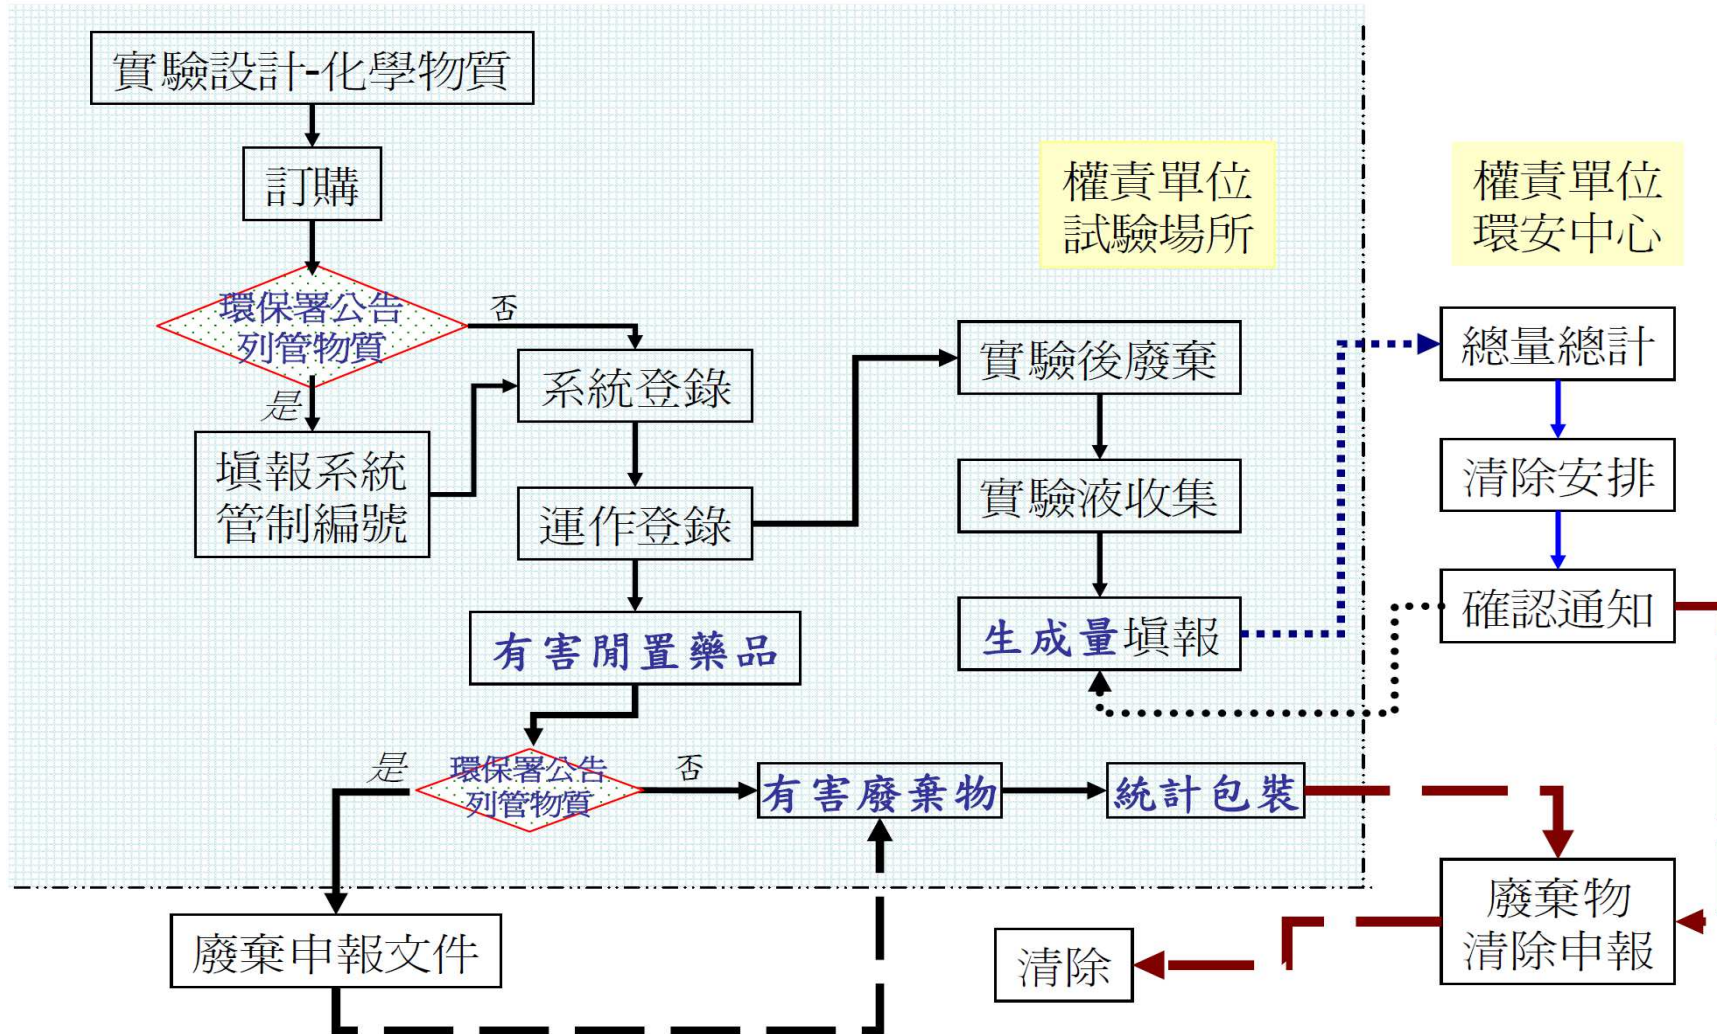 實驗設計-化學物質
訂購
環保署公告
列管物質
否
是
填報系統
管制編號
系統登錄
運作登錄
有害閒置藥品
環保署公告
列管物質
是
否
廢棄申報文件
有害廢棄物
統計包裝
權責單位
試驗場所
實驗後廢棄
實驗液收集
生成量填報
權責單位
環安中心
總量總計
清除安排
確認通知
廢棄物
清除申報
清除